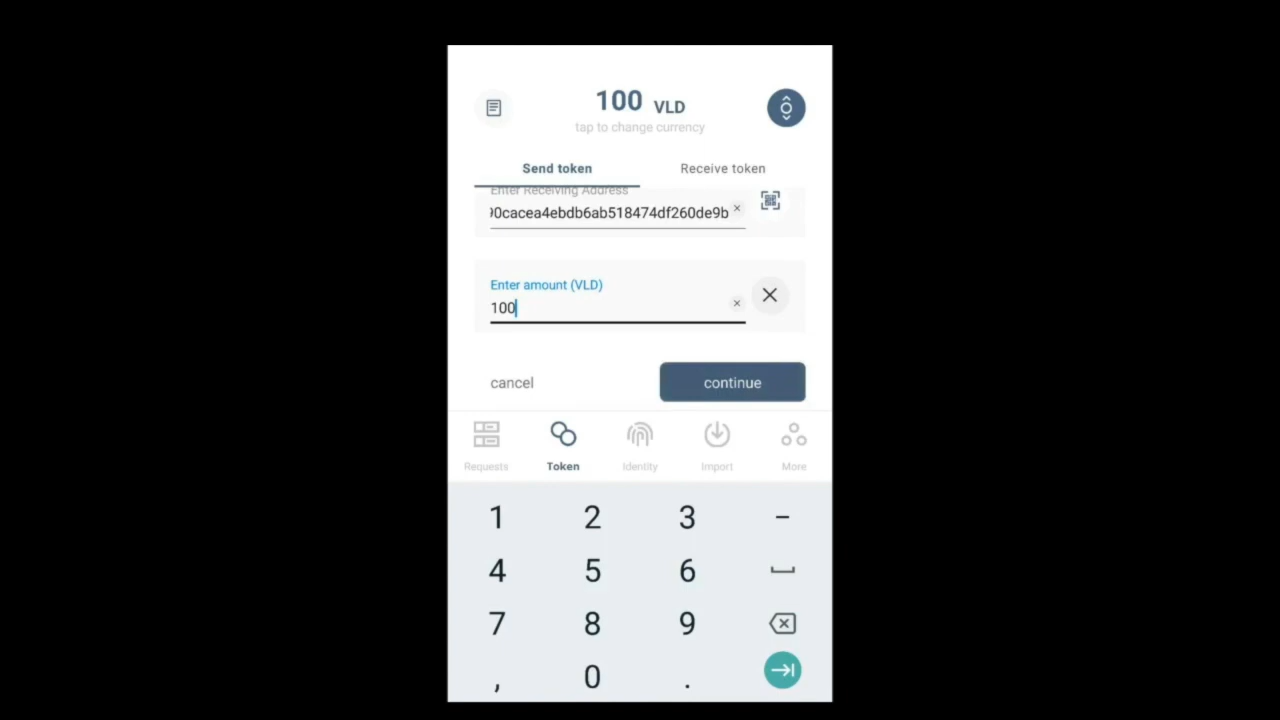 100 VLD
tap to change currency
Send token Receive token
Enter Receiving Address
90cacea4ebdb6ab518474df260de9b ×
Enter amount (VLD)
100 ×
cancel continue
Requests Token Identity Import More
1 2 3 -
4 5 6
7 8 9
, 0 .